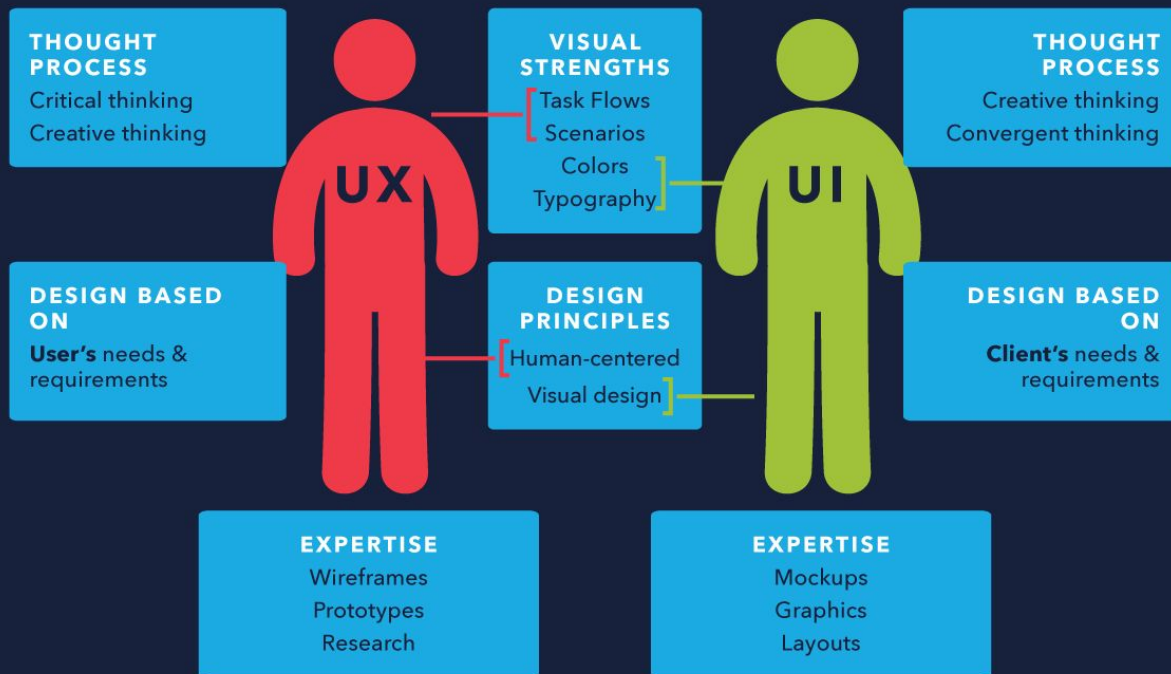 THOUGHT
PROCESS
Critical thinking
Creative thinking
UX
VISUAL
STRENGTHS
Task Flows
Scenarios
Colors
Typography
UI
THOUGHT
PROCESS
Creative thinking
Convergent thinking
DESIGN BASED
ON
User's needs &
requirements
DESIGN
PRINCIPLES
Human-centered
Visual design
DESIGN BASED
ON
Client's needs &
requirements
EXPERTISE
Wireframes
Prototypes
Research
EXPERTISE
Mockups
Graphics
Layouts